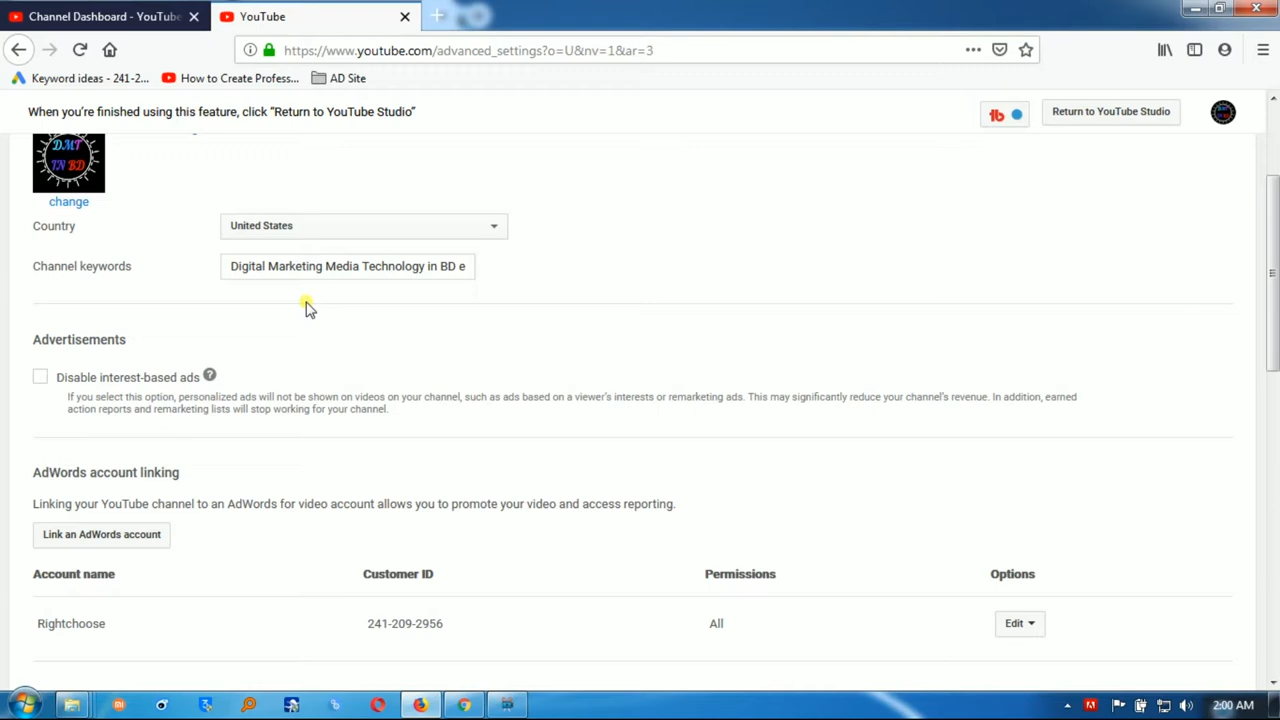 Channel Dashboard - YouTube
YouTube
https://www.youtube.com/advanced_settings?o=U&nv=1&ar=3
Keyword ideas - 241-2...
How to Create Profess...
AD Site
When you're finished using this feature, click "Return to YouTube Studio"
Return to YouTube Studio
DMT
IN BD
change
Country
United States
Channel keywords
Digital Marketing Media Technology in BD e
Advertisements
Disable interest-based ads
If you select this option, personalized ads will not be shown on videos on your channel, such as ads based on a viewer's interests or remarketing ads. This may significantly reduce your channel's revenue. In addition, earned
action reports and remarketing lists will stop working for your channel.
AdWords account linking
Linking your YouTube channel to an AdWords for video account allows you to promote your video and access reporting.
Link an AdWords account
Account name
Customer ID
Permissions
Options
Rightchoose
241-209-2956
All
Edit
2:00 AM